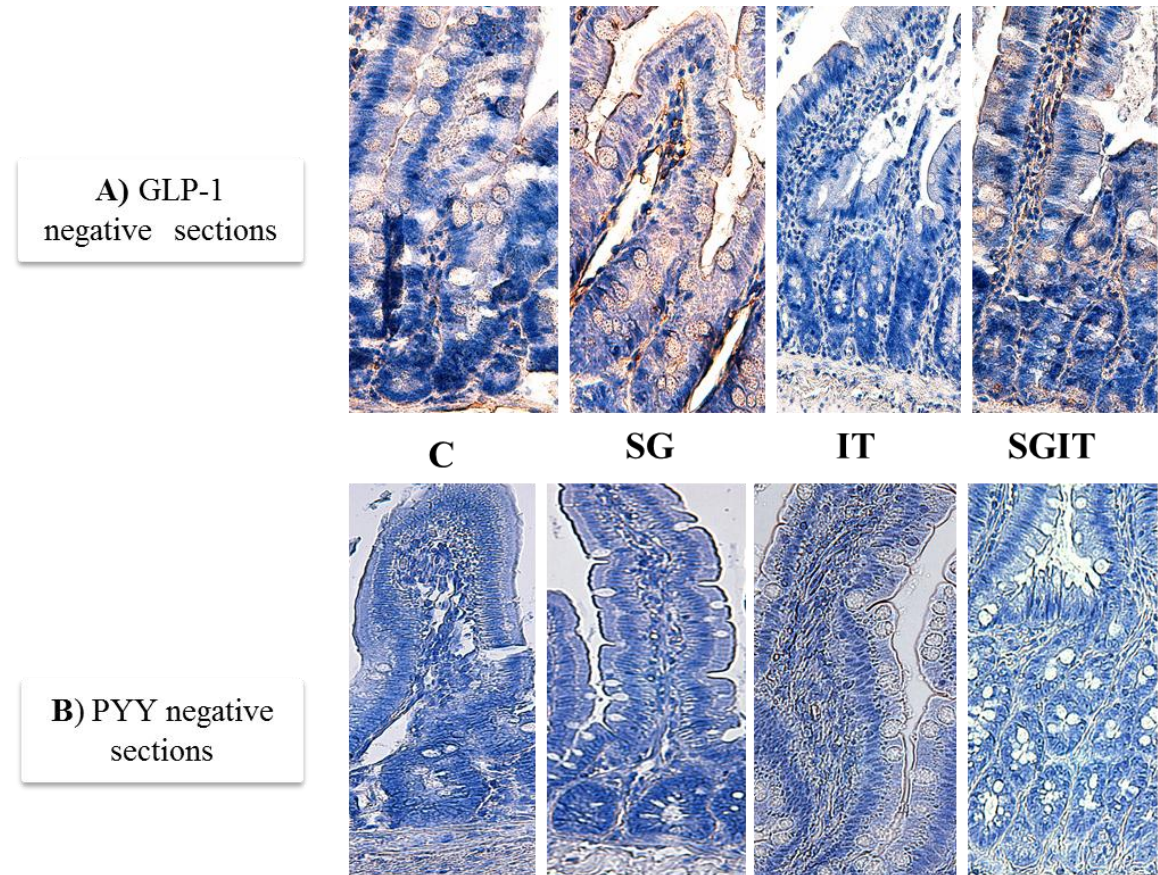 A) GLP-1
negative sections
C
SG
IT
SGIT
B) PYY negative
sections